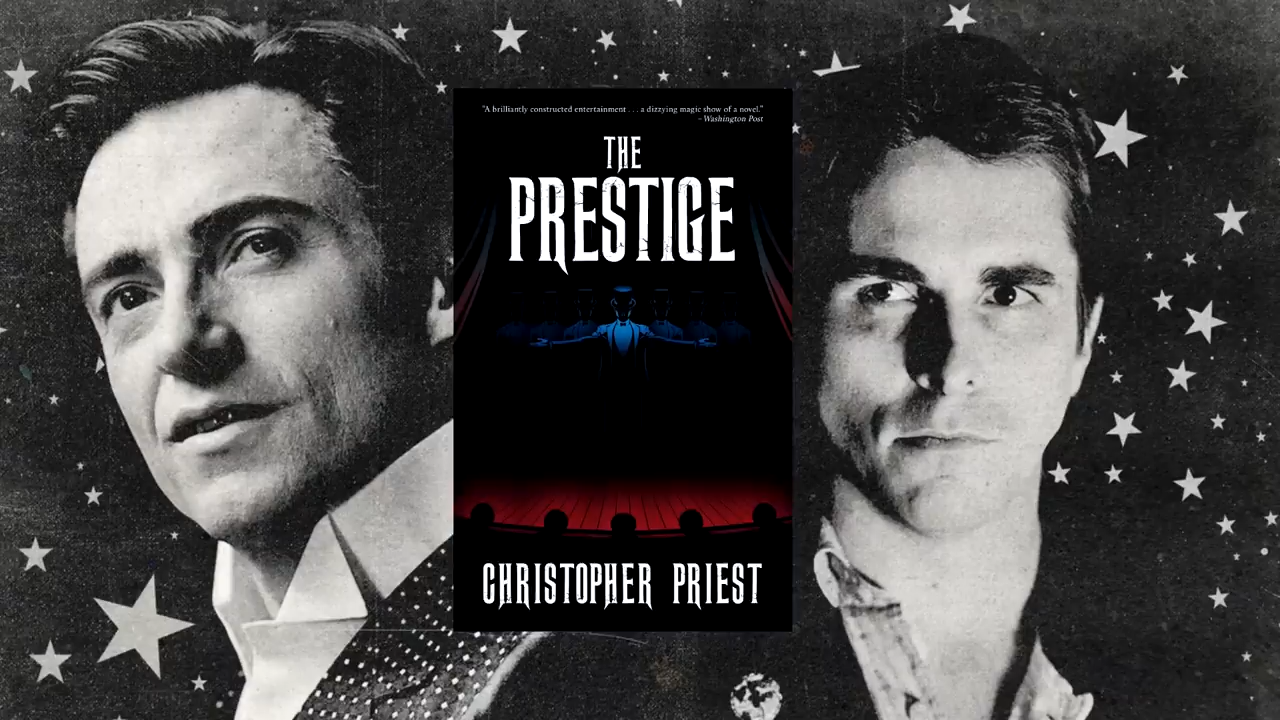 "A brilliantly constructed entertainment . . . a dizzying magic show of a novel."
– Washington Post
THE
PRESTIGE
CHRISTOPHER PRIEST